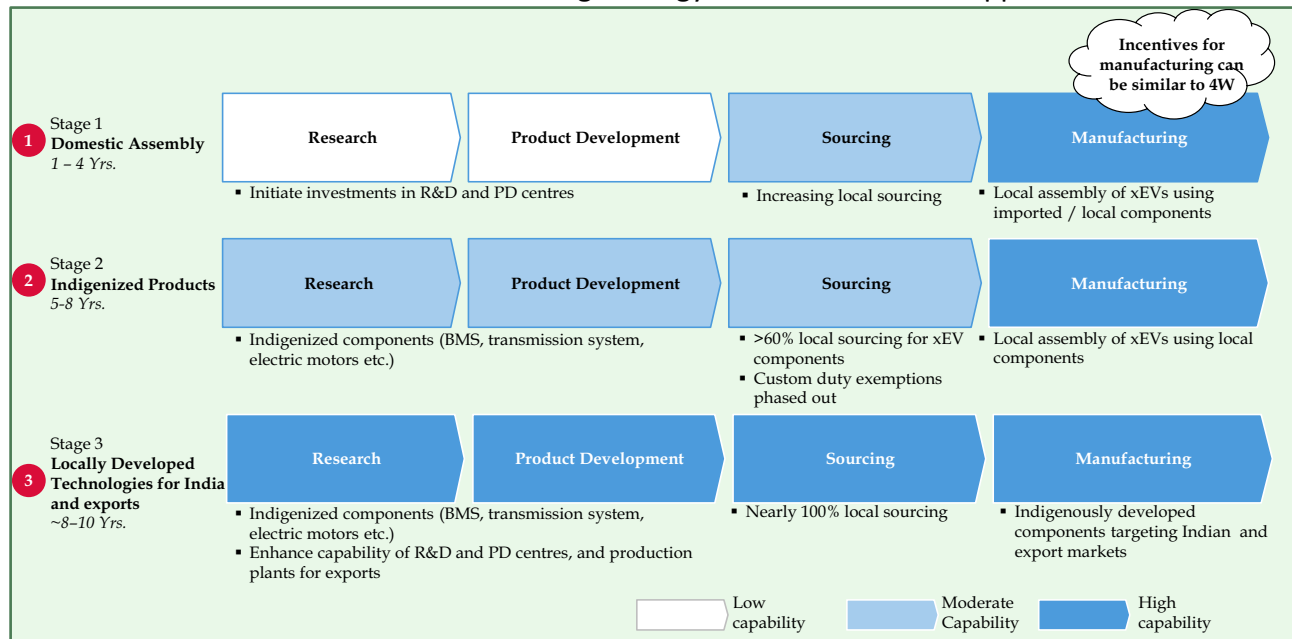 Incentives for
manufacturing can
be similar to 4W
1
Stage 1
Domestic Assembly
1 – 4 Yrs.
Research
Product Development
Sourcing
Manufacturing
▪ Initiate investments in R&D and PD centres
▪ Increasing local sourcing
▪ Local assembly of xEVs using
imported / local components
2
Stage 2
Indigenized Products
5-8 Yrs.
Research
Product Development
Sourcing
Manufacturing
▪ Indigenized components (BMS, transmission system,
electric motors etc.)
▪ >60% local sourcing for xEV
components
▪ Custom duty exemptions
phased out
▪ Local assembly of xEVs using local
components
3
Stage 3
Locally Developed
Technologies for India
and exports
~8–10 Yrs.
Research
Product Development
Sourcing
Manufacturing
▪ Indigenized components (BMS, transmission system,
electric motors etc.)
▪ Enhance capability of R&D and PD centres, and production
plants for exports
▪ Nearly 100% local sourcing
▪ Indigenously developed
components targeting Indian and
export markets
Low
capability
Moderate
Capability
High
capability